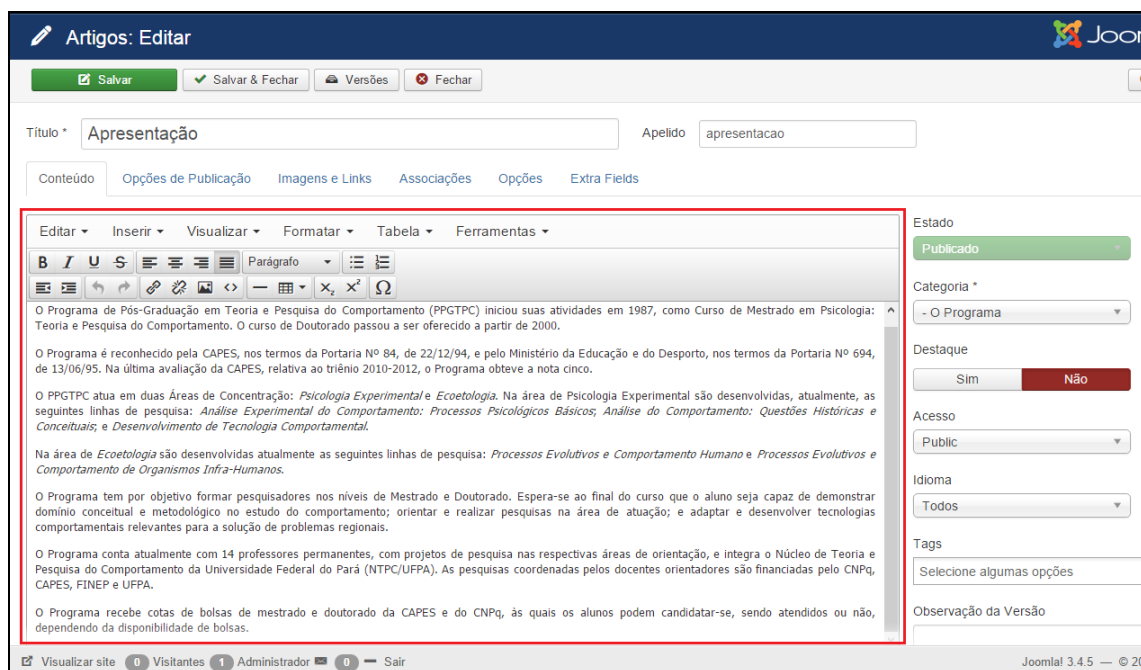 Artigos: Editar
Salvar
Salvar & Fechar
Versões
Fechar
Título *
Apresentação
Apelido
apresentacao
Conteúdo
Opções de Publicação
Imagens e Links
Associações
Opções
Extra Fields
Editar
Inserir
Visualizar
Formatar
Tabela
Ferramentas
Parágrafo
O Programa de Pós-Graduação em Teoria e Pesquisa do Comportamento (PPGTPC) iniciou suas atividades em 1987, como Curso de Mestrado em Psicologia:
Teoria e Pesquisa do Comportamento. O curso de Doutorado passou a ser oferecido a partir de 2000.
O Programa é reconhecido pela CAPES, nos termos da Portaria Nº 84, de 22/12/94, e pelo Ministério da Educação e do Desporto, nos termos da Portaria Nº 694,
de 13/06/95. Na última avaliação da CAPES, relativa ao triênio 2010-2012, o Programa obteve a nota cinco.
O PPGTPC atua em duas Áreas de Concentração: Psicologia Experimental e Ecoetologia. Na área de Psicologia Experimental são desenvolvidas, atualmente, as
seguintes linhas de pesquisa: Análise Experimental do Comportamento: Processos Psicológicos Básicos; Análise do Comportamento: Questões Históricas e
Conceituais; e Desenvolvimento de Tecnologia Comportamental.
Na área de Ecoetologia são desenvolvidas atualmente as seguintes linhas de pesquisa: Processos Evolutivos e Comportamento Humano e Processos Evolutivos e
Comportamento de Organismos Infra-Humanos.
O Programa tem por objetivo formar pesquisadores nos níveis de Mestrado e Doutorado. Espera-se ao final do curso que o aluno seja capaz de demonstrar
domínio conceitual e metodológico no estudo do comportamento; orientar e realizar pesquisas na área de atuação; e adaptar e desenvolver tecnologias
comportamentais relevantes para a solução de problemas regionais.
O Programa conta atualmente com 14 professores permanentes, com projetos de pesquisa nas respectivas áreas de orientação, e integra o Núcleo de Teoria e
Pesquisa do Comportamento da Universidade Federal do Pará (NTPC/UFPA). As pesquisas coordenadas pelos docentes orientadores são financiadas pelo CNPq,
CAPES, FINEP e UFPA.
O Programa recebe cotas de bolsas de mestrado e doutorado da CAPES e do CNPq, às quais os alunos podem candidatar-se, sendo atendidos ou não,
dependendo da disponibilidade de bolsas.
Estado
Publicado
Categoria *
- O Programa
Destaque
Sim
Não
Acesso
Public
Idioma
Todos
Tags
Selecione algumas opções
Observação da Versão
Visualizar site 0 Visitantes 1 Administrador 0 Sair
Joomla! 3.4.5 — ©